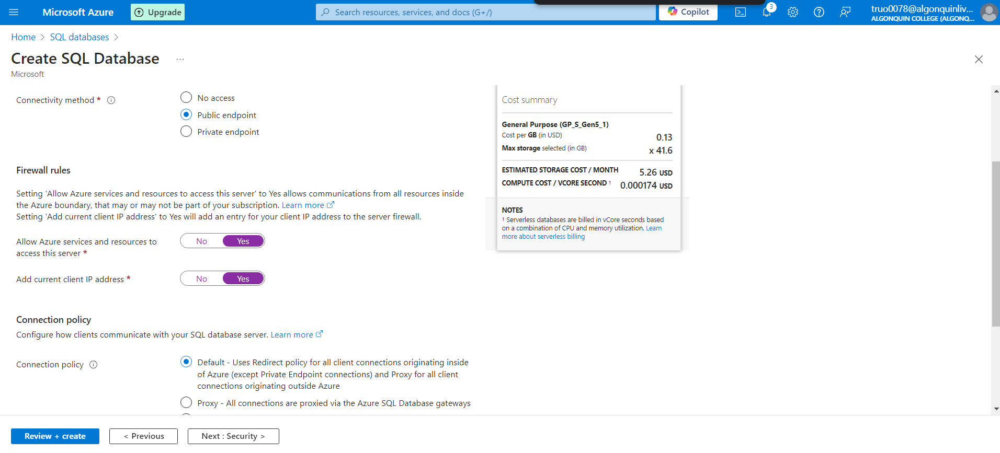 Microsoft Azure
Upgrade
Search resources, services, and docs (G+/)
Copilot
3
truo0078@algonquinliv...
ALGONQUIN COLLEGE (ALGONQ...
Home > SQL databases >
Create SQL Database ...
Microsoft
Connectivity method *
No access
Public endpoint
Private endpoint
Firewall rules
Setting 'Allow Azure services and resources to access this server' to Yes allows communications from all resources inside
the Azure boundary, that may or may not be part of your subscription. Learn more
Setting 'Add current client IP address' to Yes will add an entry for your client IP address to the server firewall.
Allow Azure services and resources to
access this server *
No Yes
Add current client IP address *
No Yes
Connection policy
Configure how clients communicate with your SQL database server. Learn more
Connection policy
Default - Uses Redirect policy for all client connections originating inside
of Azure (except Private Endpoint connections) and Proxy for all client
connections originating outside Azure
Proxy - All connections are proxied via the Azure SQL Database gateways
Cost summary
General Purpose (GP_S_Gen5_1)
Cost per GB (in USD) 0.13
Max storage selected (in GB) x 41.6
ESTIMATED STORAGE COST / MONTH 5.26 USD
COMPUTE COST / VCORE SECOND ¹ 0.000174 USD
NOTES
¹ Serverless databases are billed in vCore seconds based
on a combination of CPU and memory utilization. Learn
more about serverless billing
Review + create
< Previous
Next : Security >